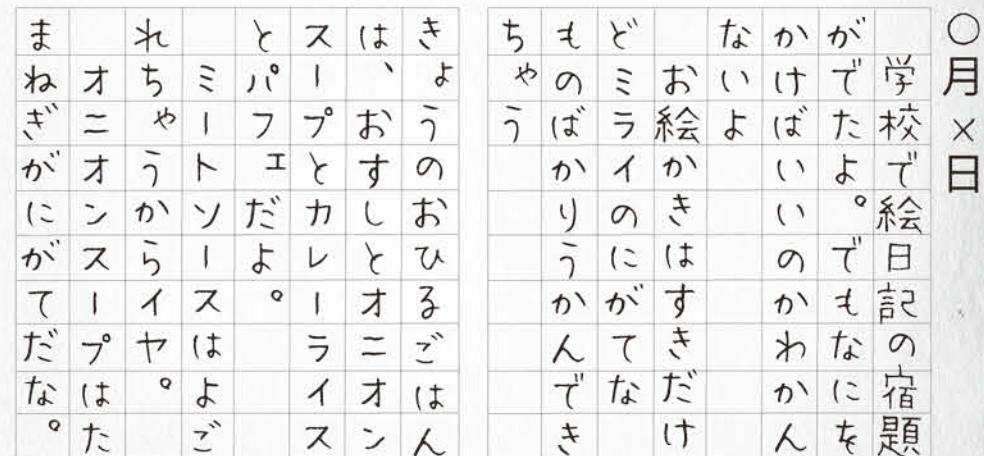 ○月×日
学校で絵日記の宿題
がでたよ。でもなにを
かけばいいのかわかん
ないよ
お絵かきはすきだけ
どミライのにがてな
ものばかりうかんでき
ちゃう
きょうのおひるごはん
は、おすしとオニオン
スープとカレーライス
とパフェだよ。
ミートソースはよご
れちゃうからイヤ。
オニオンスープはた
まねぎがにがてだな。